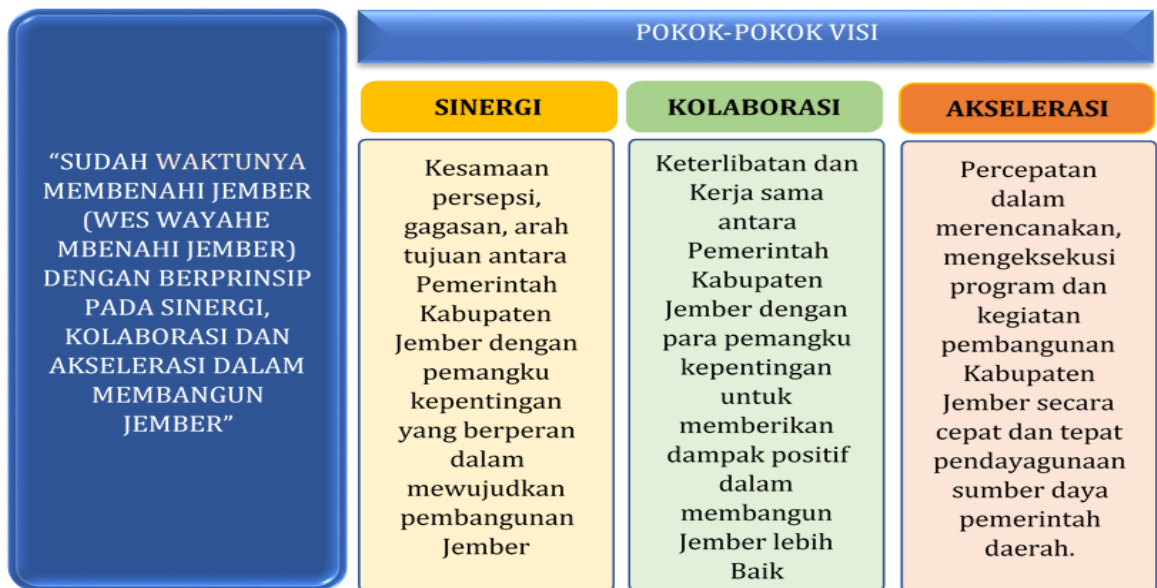 “SUDAH WAKTUNYA
MEMBENAHI JEMBER
(WES WAYAHE
MBENAHI JEMBER)
DENGAN BERPRINSIP
PADA SINERGI,
KOLABORASI DAN
AKSELERASI DALAM
MEMBANGUN
JEMBER”
POKOK-POKOK VISI
SINERGI
Kesamaan
persepsi,
gagasan, arah
tujuan antara
Pemerintah
Kabupaten
Jember dengan
pemangku
kepentingan
yang berperan
dalam
mewujudkan
pembangunan
Jember
KOLABORASI
Keterlibatan dan
Kerja sama
antara
Pemerintah
Kabupaten
Jember dengan
para pemangku
kepentingan
untuk
memberikan
dampak positif
dalam
membangun
Jember lebih
Baik
AKSELERASI
Percepatan
dalam
merencanakan,
mengeksekusi
program dan
kegiatan
pembangunan
Kabupaten
Jember secara
cepat dan tepat
pendayagunaan
sumber daya
pemerintah
daerah.